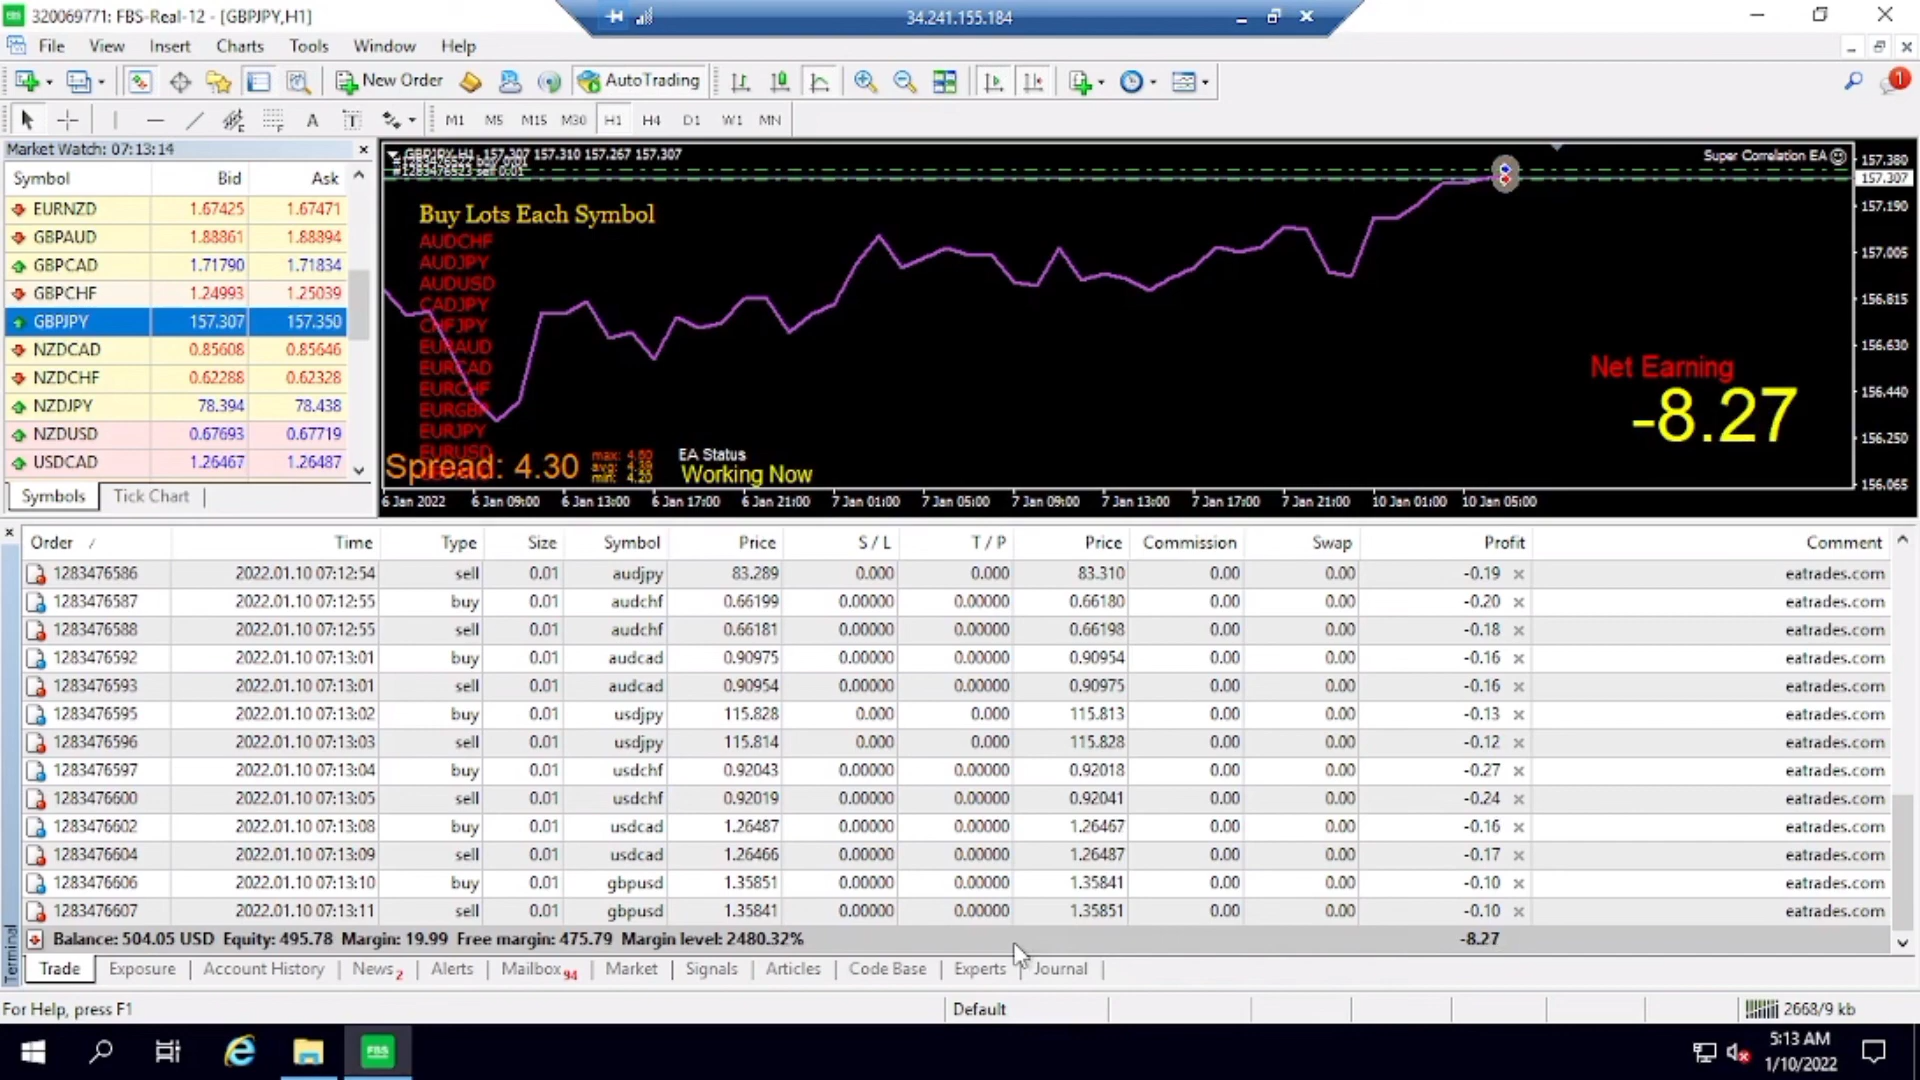 320069771: FBS-Real-12 - [GBPJPY,H1]
34.241.155.184
File View Insert Charts Tools Window Help
New Order AutoTrading
1
A T M1 M5 M15 M30 H1 H4 D1 W1 MN
Market Watch: 07:13:14
Symbol Bid Ask
EURNZD 1.67425 1.67471
GBPAUD 1.88861 1.88894
GBPCAD 1.71790 1.71834
GBPCHF 1.24993 1.25039
GBPJPY 157.307 157.350
NZDCAD 0.85608 0.85646
NZDCHF 0.62288 0.62328
NZDJPY 78.394 78.438
NZDUSD 0.67693 0.67719
USDCAD 1.26467 1.26487
Symbols Tick Chart
GBPJPY,H1 157.307 157.310 157.267 157.307
#1283476523 sell 0.01
Super Correlation EA
Buy Lots Each Symbol
AUDCHF
AUDJPY
AUDUSD
CADJPY
CHFJPY
EURAUD
EURCAD
EURCHF
EURGBP
EURJPY
EURUSD
Spread: 4.30
min: 4.20
EA Status
Working Now
Net Earning
-8.27
157.380
157.307
157.190
157.005
156.815
156.630
156.440
156.250
156.065
6 Jan 2022 6 Jan 09:00 6 Jan 13:00 6 Jan 17:00 6 Jan 21:00 7 Jan 01:00 7 Jan 05:00 7 Jan 09:00 7 Jan 13:00 7 Jan 17:00 7 Jan 21:00 10 Jan 01:00 10 Jan 05:00
Order / Time Type Size Symbol Price S / L T / P Price Commission Swap Profit Comment
1283476586 2022.01.10 07:12:54 sell 0.01 audjpy 83.289 0.000 0.000 83.310 0.00 0.00 -0.19 eatrades.com
1283476587 2022.01.10 07:12:55 buy 0.01 audchf 0.66199 0.00000 0.00000 0.66180 0.00 0.00 -0.20 eatrades.com
1283476588 2022.01.10 07:12:55 sell 0.01 audchf 0.66181 0.00000 0.00000 0.66198 0.00 0.00 -0.18 eatrades.com
1283476592 2022.01.10 07:13:01 buy 0.01 audcad 0.90975 0.00000 0.00000 0.90954 0.00 0.00 -0.16 eatrades.com
1283476593 2022.01.10 07:13:01 sell 0.01 audcad 0.90954 0.00000 0.00000 0.90975 0.00 0.00 -0.16 eatrades.com
1283476595 2022.01.10 07:13:02 buy 0.01 usdjpy 115.828 0.000 0.000 115.813 0.00 0.00 -0.13 eatrades.com
1283476596 2022.01.10 07:13:03 sell 0.01 usdjpy 115.814 0.000 0.000 115.828 0.00 0.00 -0.12 eatrades.com
1283476597 2022.01.10 07:13:04 buy 0.01 usdchf 0.92043 0.00000 0.00000 0.92018 0.00 0.00 -0.27 eatrades.com
1283476600 2022.01.10 07:13:05 sell 0.01 usdchf 0.92019 0.00000 0.00000 0.92041 0.00 0.00 -0.24 eatrades.com
1283476602 2022.01.10 07:13:08 buy 0.01 usdcad 1.26487 0.00000 0.00000 1.26467 0.00 0.00 -0.16 eatrades.com
1283476604 2022.01.10 07:13:09 sell 0.01 usdcad 1.26466 0.00000 0.00000 1.26487 0.00 0.00 -0.17 eatrades.com
1283476606 2022.01.10 07:13:10 buy 0.01 gbpusd 1.35851 0.00000 0.00000 1.35841 0.00 0.00 -0.10 eatrades.com
1283476607 2022.01.10 07:13:11 sell 0.01 gbpusd 1.35841 0.00000 0.00000 1.35851 0.00 0.00 -0.10 eatrades.com
Balance: 504.05 USD Equity: 495.78 Margin: 19.99 Free margin: 475.79 Margin level: 2480.32% -8.27
Terminal
Trade Exposure Account History News 2 Alerts Mailbox 94 Market Signals Articles Code Base Experts Journal
For Help, press F1 Default 2668/9 kb
FBS
5:13 AM
1/10/2022